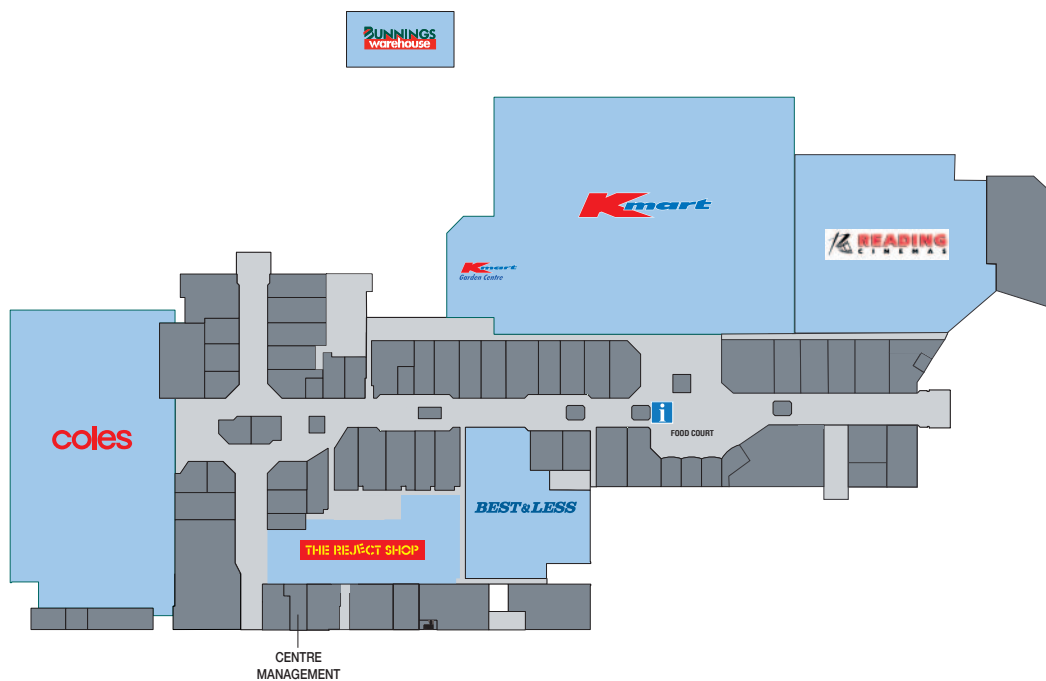 BUNNINGS
warehouse
Kmart
READING
CINEMAS
Kmart
Garden Centre
coles
i
FOOD COURT
BEST & LESS
THE REJECT SHOP
CENTRE
MANAGEMENT